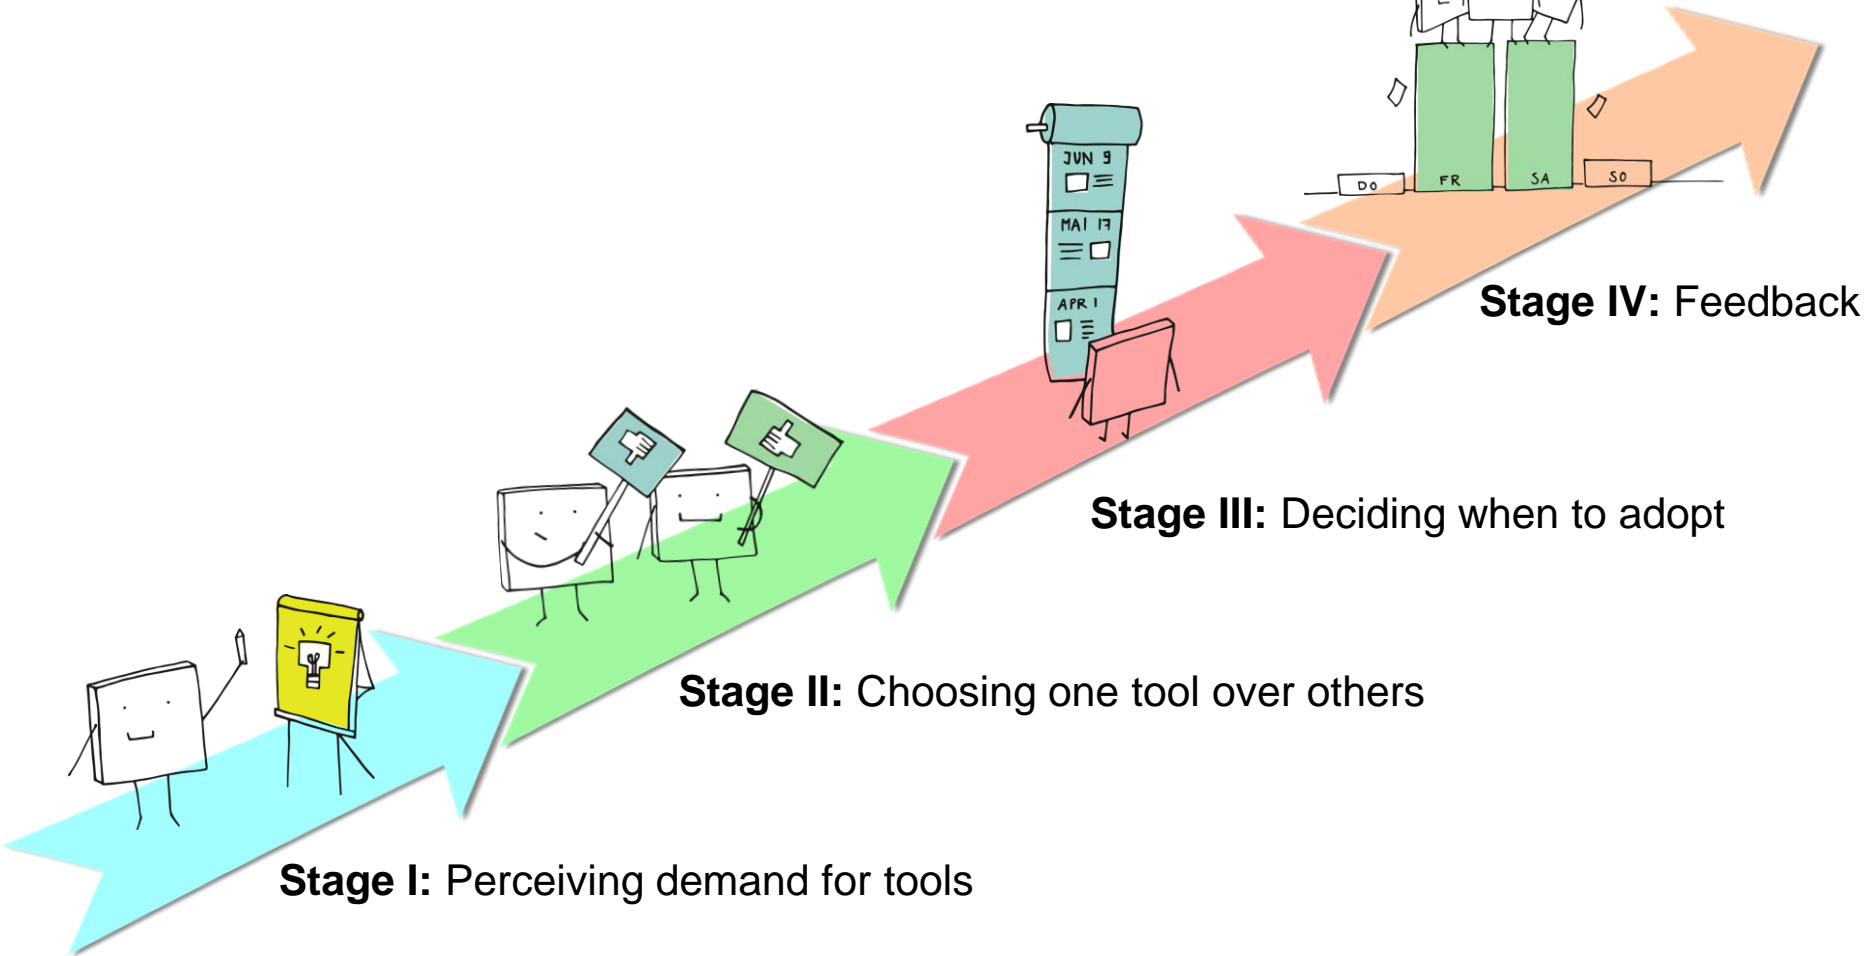 JUN 9
MAI 17
APR 1
DO
FR
SA
SO
Stage IV: Feedback
Stage III: Deciding when to adopt
Stage II: Choosing one tool over others
Stage I: Perceiving demand for tools